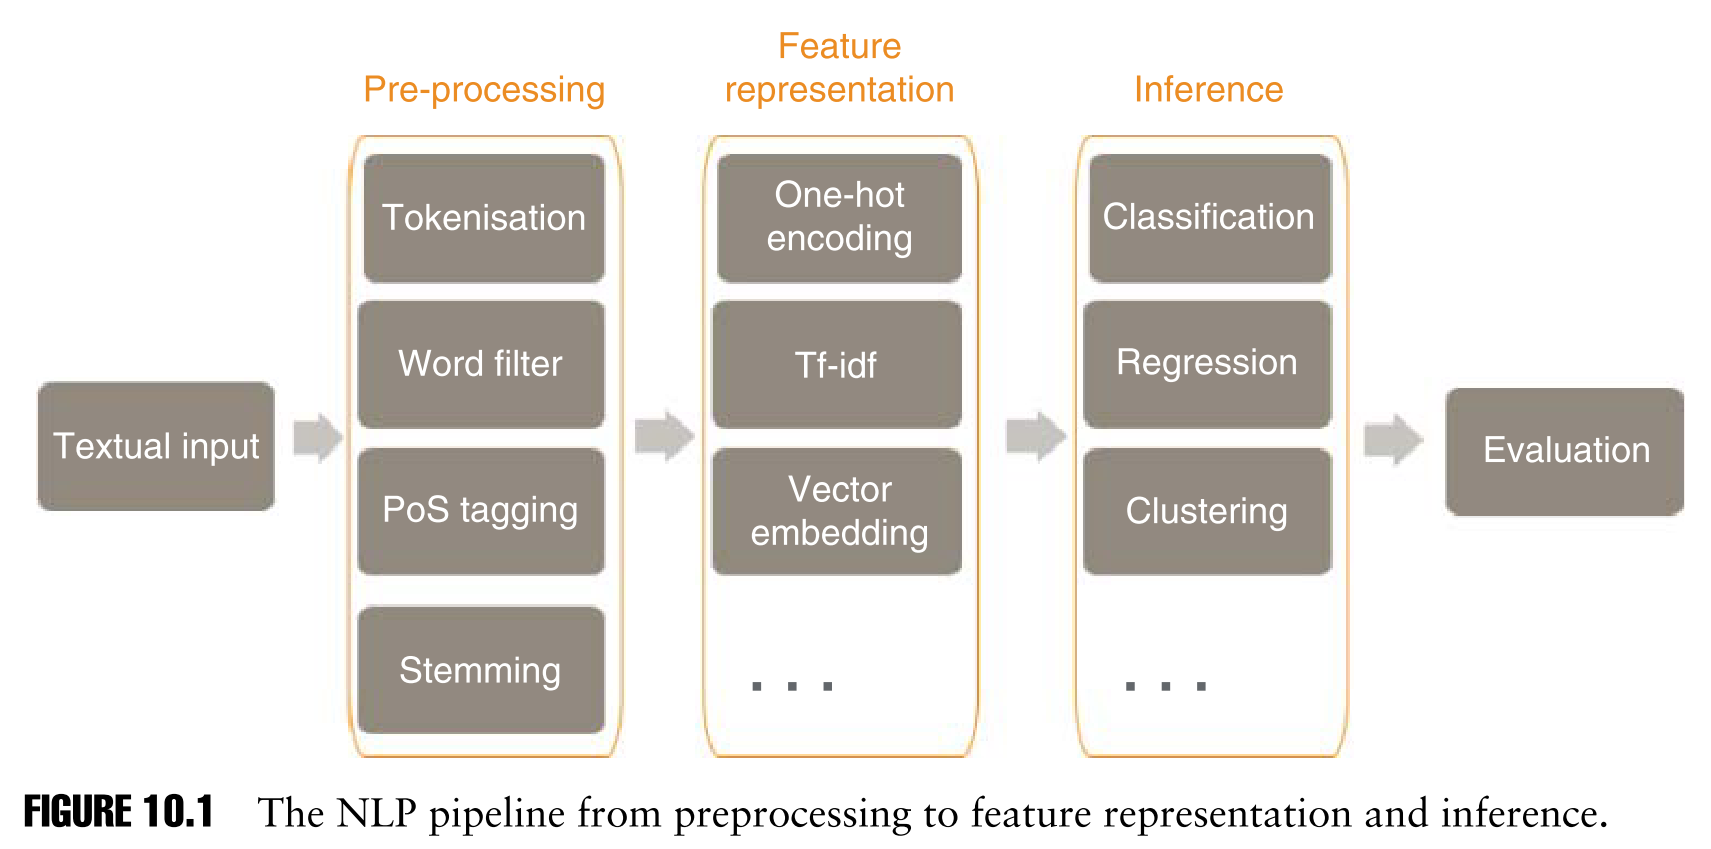 Pre-processing
Feature
representation
Inference
Textual input
Tokenisation
Word filter
PoS tagging
Stemming
One-hot
encoding
Tf-idf
Vector
embedding
. . .
Classification
Regression
Clustering
. . .
Evaluation
FIGURE 10.1 The NLP pipeline from preprocessing to feature representation and inference.